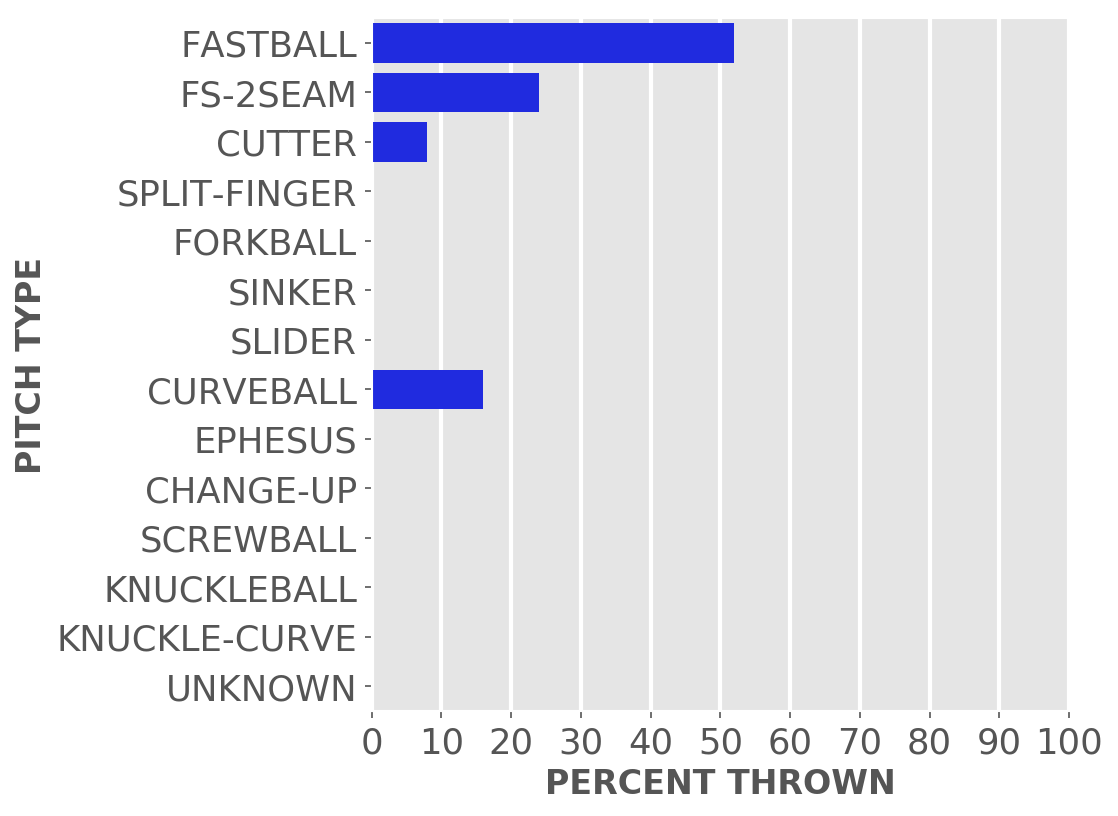 FASTBALL
FS-2SEAM
CUTTER
SPLIT-FINGER
FORKBALL
SINKER
SLIDER
CURVEBALL
EPHESUS
CHANGE-UP
SCREWBALL
KNUCKLEBALL
KNUCKLE-CURVE
UNKNOWN
PITCH TYPE
0 10 20 30 40 50 60 70 80 90 100
PERCENT THROWN